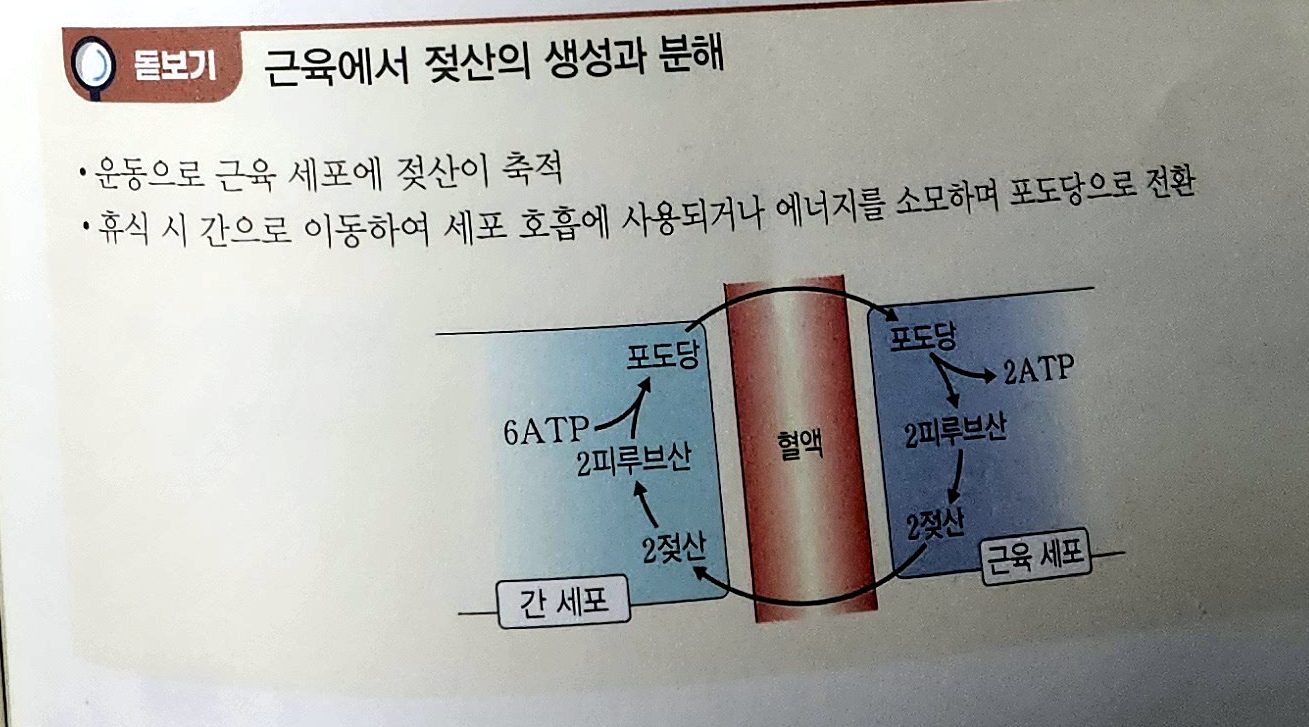 돋보기 근육에서 젖산의 생성과 분해
• 운동으로 근육 세포에 젖산이 축적
• 휴식 시 간으로 이동하여 세포 호흡에 사용되거나 에너지를 소모하며 포도당으로 전환
포도당
6ATP
2피루브산
2젖산
간 세포
혈액
포도당
2ATP
2피루브산
2젖산
근육 세포